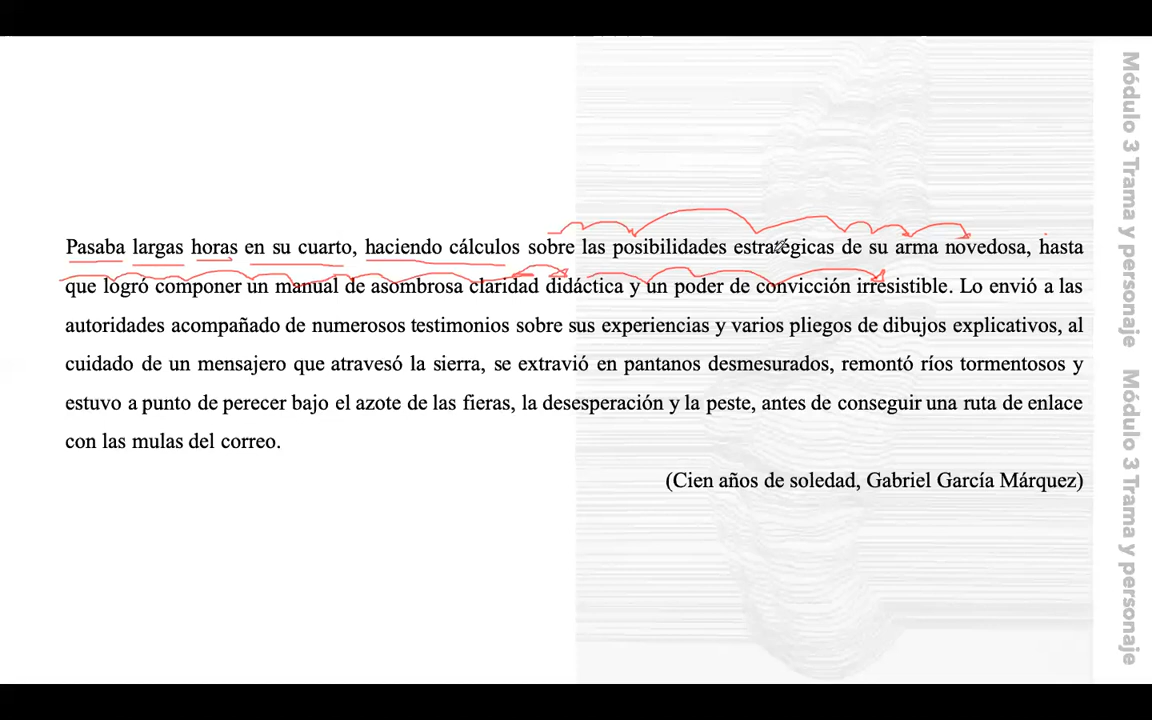 Pasaba largas horas en su cuarto, haciendo cálculos sobre las posibilidades estratégicas de su arma novedosa, hasta
que logró componer un manual de asombrosa claridad didáctica y un poder de convicción irresistible. Lo envió a las
autoridades acompañado de numerosos testimonios sobre sus experiencias y varios pliegos de dibujos explicativos, al
cuidado de un mensajero que atravesó la sierra, se extravió en pantanos desmesurados, remontó ríos tormentosos y
estuvo a punto de perecer bajo el azote de las fieras, la desesperación y la peste, antes de conseguir una ruta de enlace
con las mulas del correo.
(Cien años de soledad, Gabriel García Márquez)
Módulo 3 Trama y personaje
Módulo 3 Trama y personaje